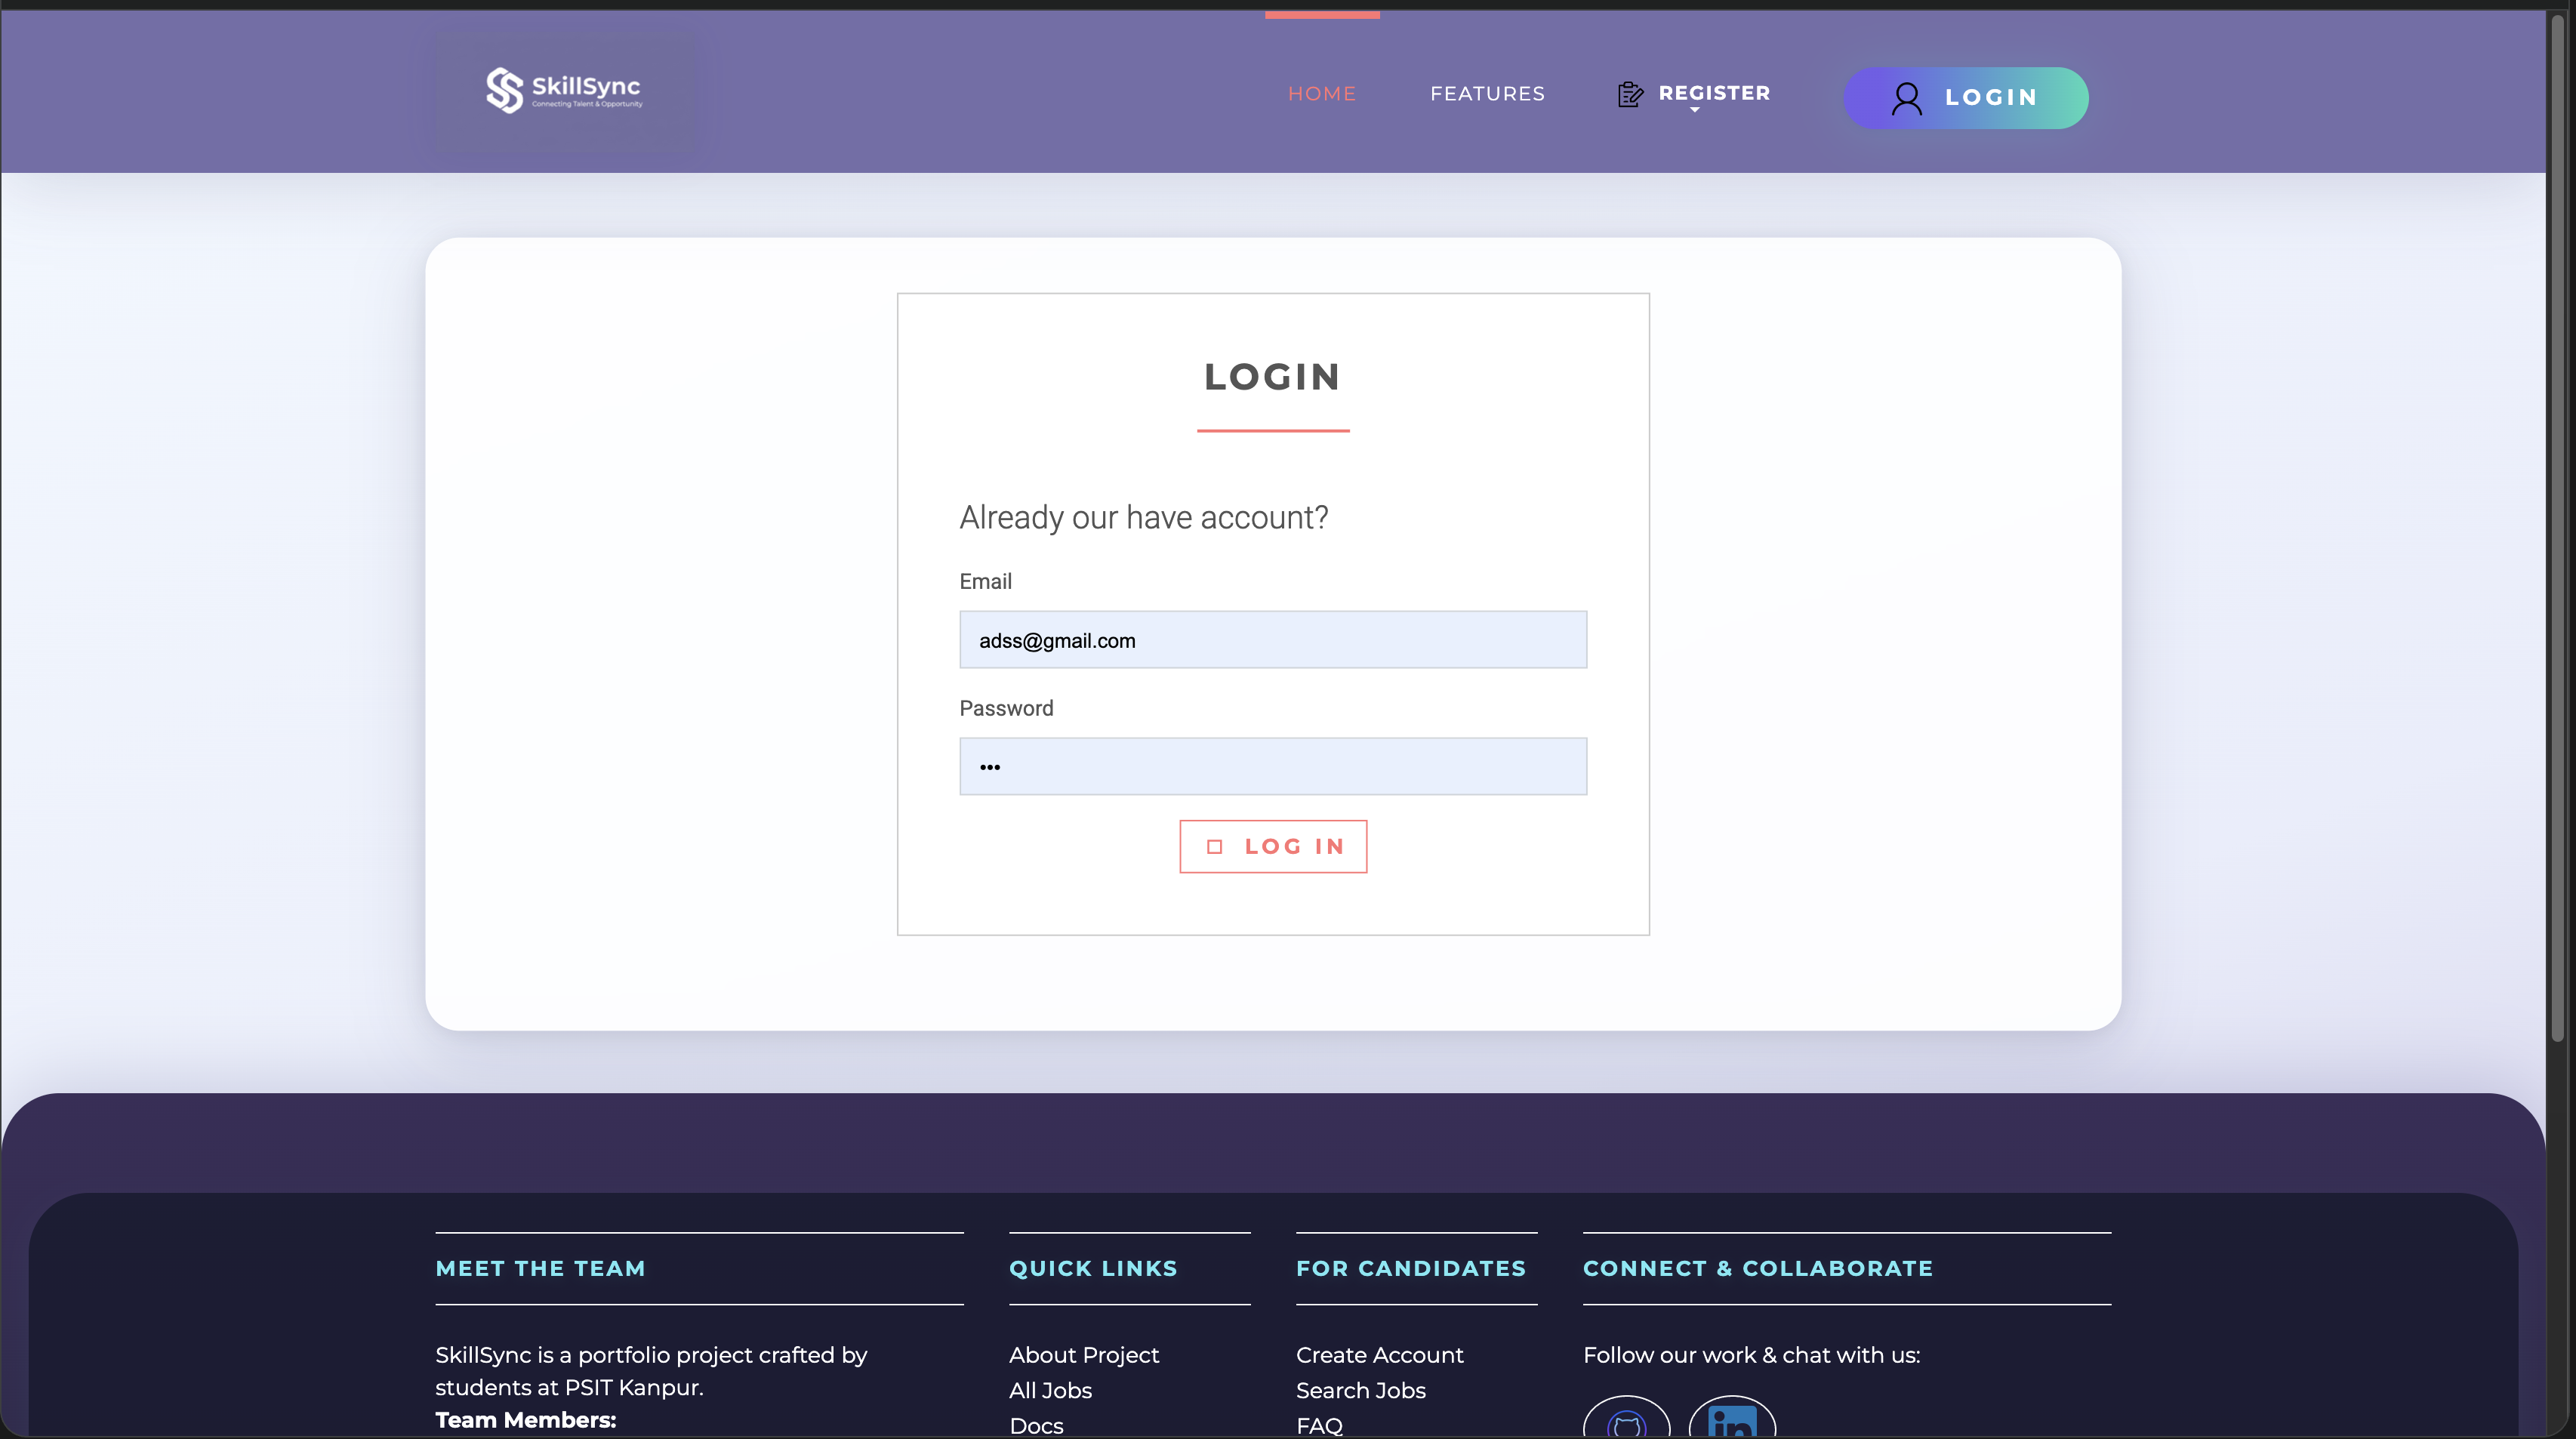 SkillSync
Connecting Talent & Opportunity
HOME
FEATURES
REGISTER
LOGIN
LOGIN
Already our have account?
Email
adss@gmail.com
Password
•••
LOG IN
MEET THE TEAM
SkillSync is a portfolio project crafted by
students at PSIT Kanpur.
Team Members:
QUICK LINKS
About Project
All Jobs
Docs
FOR CANDIDATES
Create Account
Search Jobs
FAQ
CONNECT & COLLABORATE
Follow our work & chat with us:
in